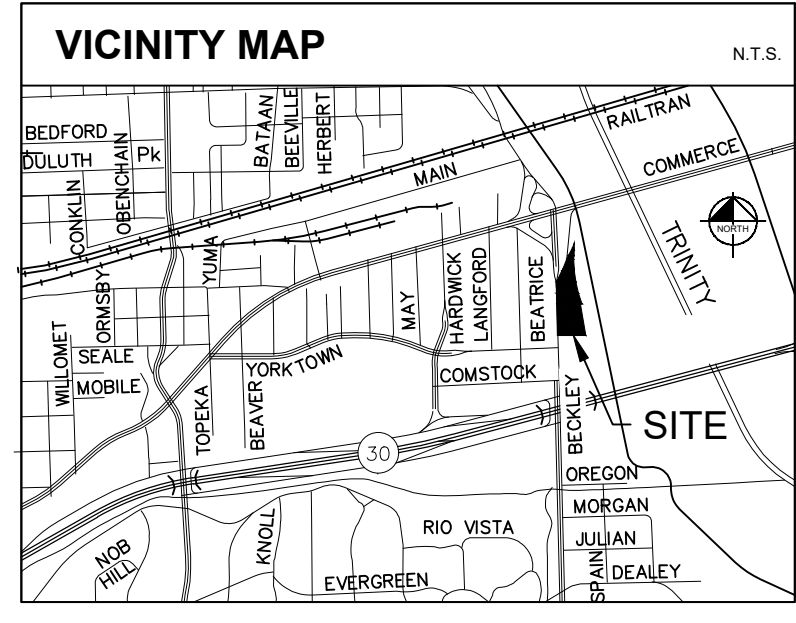 VICINITY MAP
N.T.S.
BEDFORD
DULUTH
Pk
CONKLIN
OBENCHAIN
BATAAN
BEEVILLE
HERBERT
MAIN
RAILTRAN
COMMERCE
NORTH
TRINITY
YUMA
ORMSBY
WILLOMET
SEALE
MOBILE
YORKTOWN
MAY
HARDWICK
LANGFORD
BEATRICE
COMSTOCK
TOPEKA
BEAVER
30
BECKLEY
SITE
OREGON
MORGAN
JULIAN
SPAIN
DEALEY
RIO VISTA
KNOLL
NOB
HILL
EVERGREEN